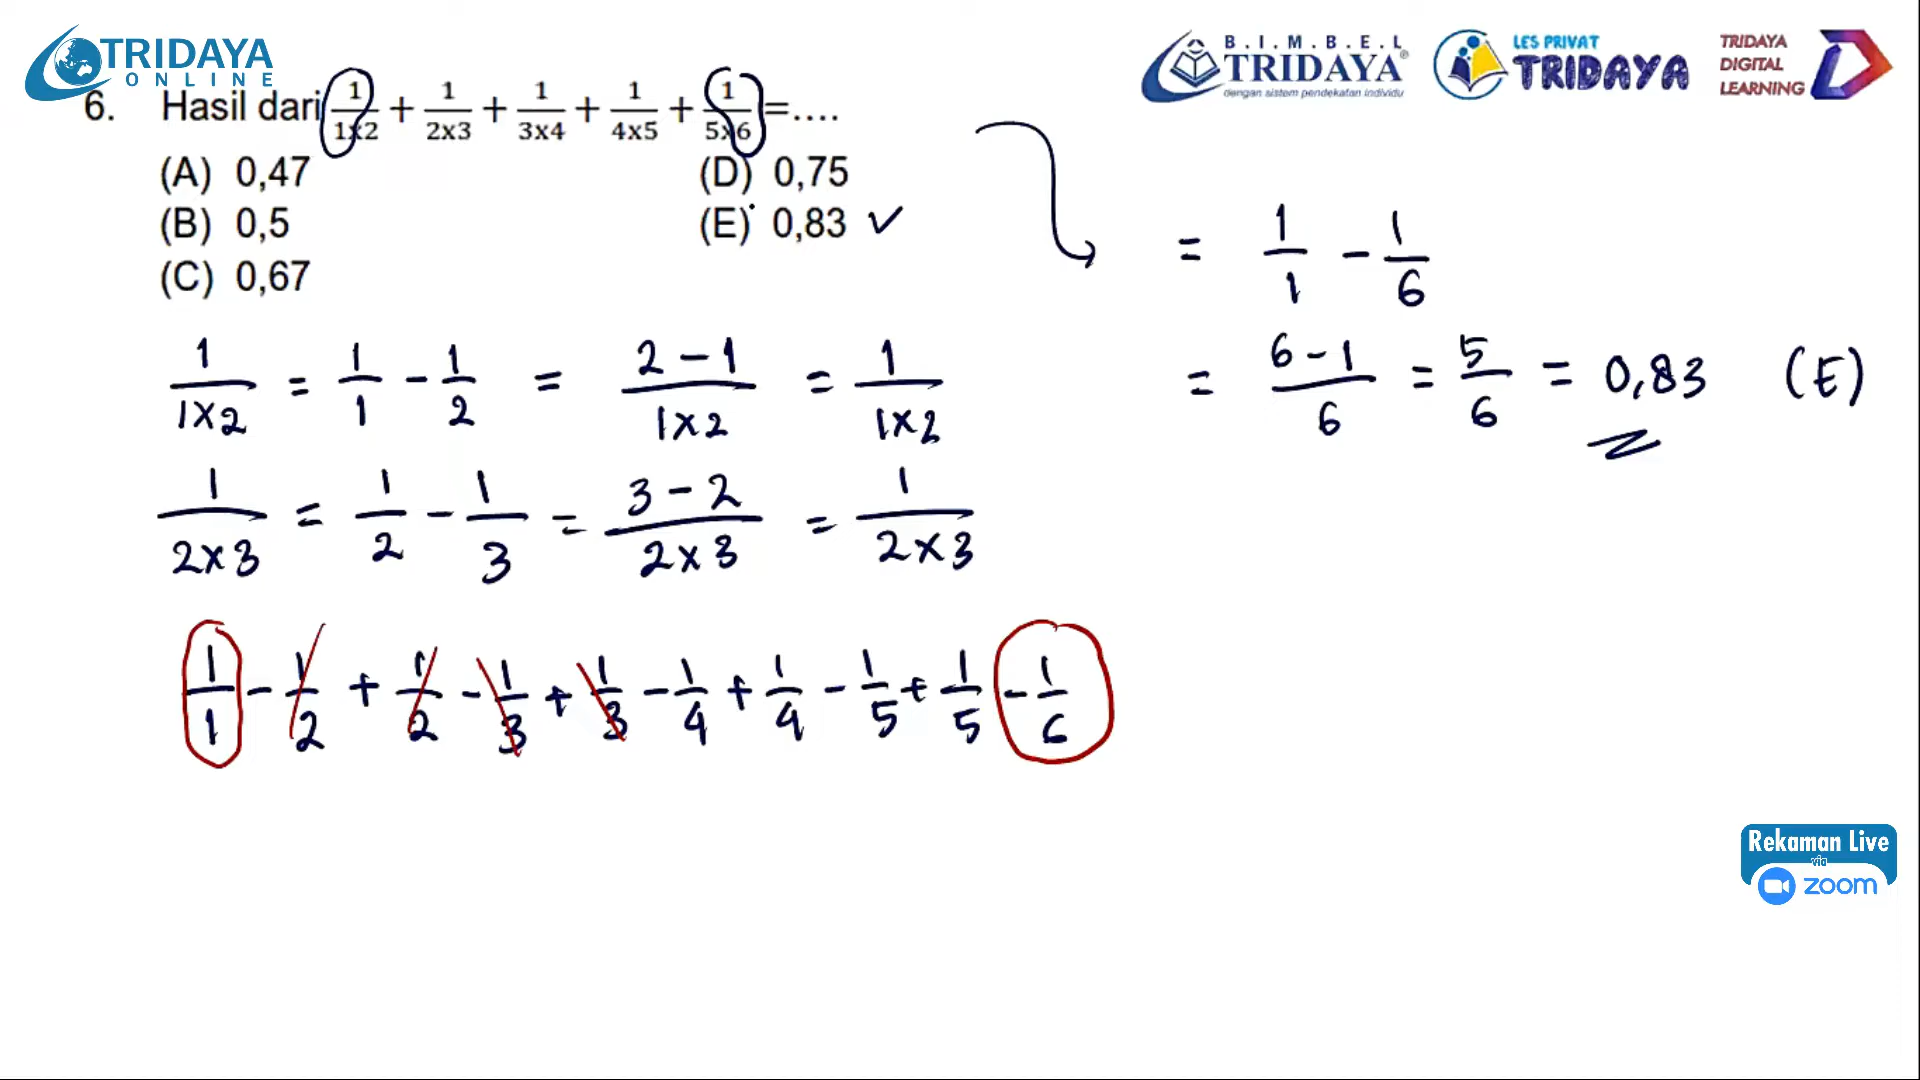 TRIDAYA
ONLINE
B.I.M.B.E.L
TRIDAYA®
dengan sistem pendekatan individu
LES PRIVAT
TRIDAYA
TRIDAYA
DIGITAL
LEARNING
6. Hasil dari 1/1x2 + 1/2x3 + 1/3x4 + 1/4x5 + 1/5x6 =....
(A) 0,47 (D) 0,75
(B) 0,5 (E) 0,83 ✓
(C) 0,67
1/1x2 = 1/1 - 1/2 = 2-1/1x2 = 1/1x2
1/2x3 = 1/2 - 1/3 = 3-2/2x3 = 1/2x3
1/1 - 1/2 + 1/2 - 1/3 + 1/3 - 1/4 + 1/4 - 1/5 + 1/5 - 1/6
= 1/1 - 1/6
= 6-1/6 = 5/6 = 0,83 (E)
Rekaman Live
via
zoom